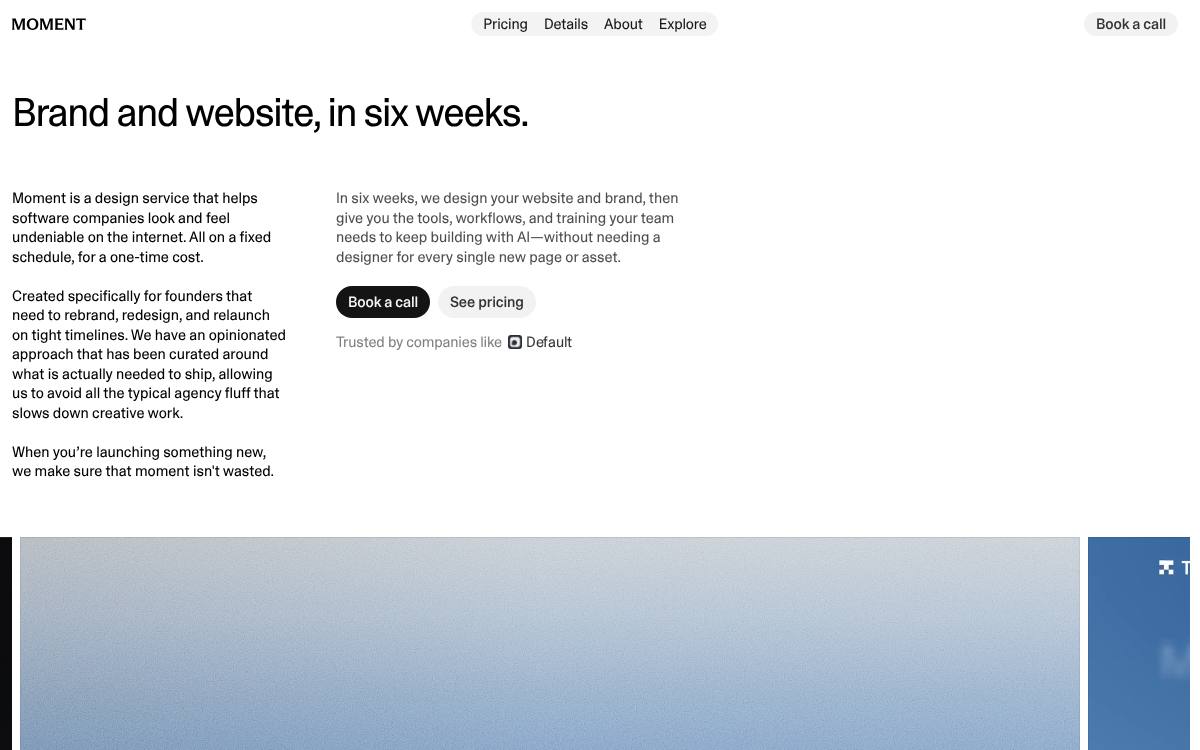 MOMENT
Pricing Details About Explore
Book a call
Brand and website, in six weeks.
Moment is a design service that helps
software companies look and feel
undeniable on the internet. All on a fixed
schedule, for a one-time cost.
Created specifically for founders that
need to rebrand, redesign, and relaunch
on tight timelines. We have an opinionated
approach that has been curated around
what is actually needed to ship, allowing
us to avoid all the typical agency fluff that
slows down creative work.
When you’re launching something new,
we make sure that moment isn't wasted.
In six weeks, we design your website and brand, then
give you the tools, workflows, and training your team
needs to keep building with AI—without needing a
designer for every single new page or asset.
Book a call See pricing
Trusted by companies like Default